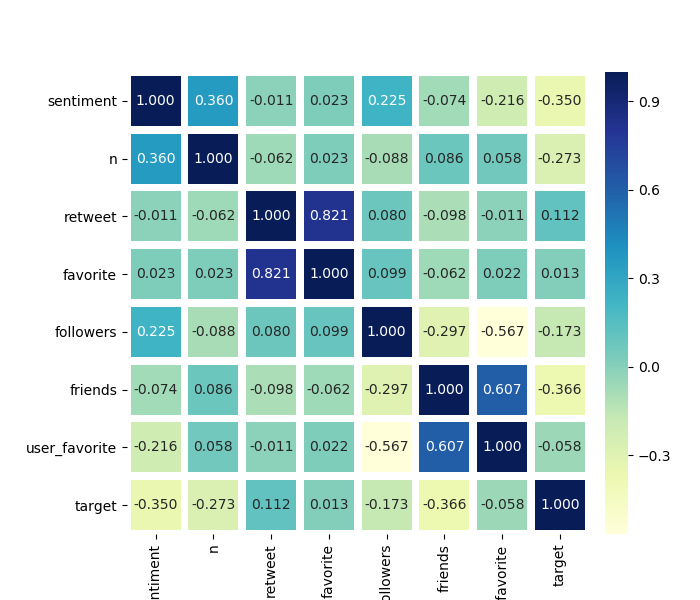 sentiment 1.000 0.360 -0.011 0.023 0.225 -0.074 -0.216 -0.350
n 0.360 1.000 -0.062 0.023 -0.088 0.086 0.058 -0.273
retweet -0.011 -0.062 1.000 0.821 0.080 -0.098 -0.011 0.112
favorite 0.023 0.023 0.821 1.000 0.099 -0.062 0.022 0.013
followers 0.225 -0.088 0.080 0.099 1.000 -0.297 -0.567 -0.173
friends -0.074 0.086 -0.098 -0.062 -0.297 1.000 0.607 -0.366
user_favorite -0.216 0.058 -0.011 0.022 -0.567 0.607 1.000 -0.058
target -0.350 -0.273 0.112 0.013 -0.173 -0.366 -0.058 1.000
ntiment n retweet favorite ollowers friends favorite target
0.9
0.6
0.3
0.0
−0.3